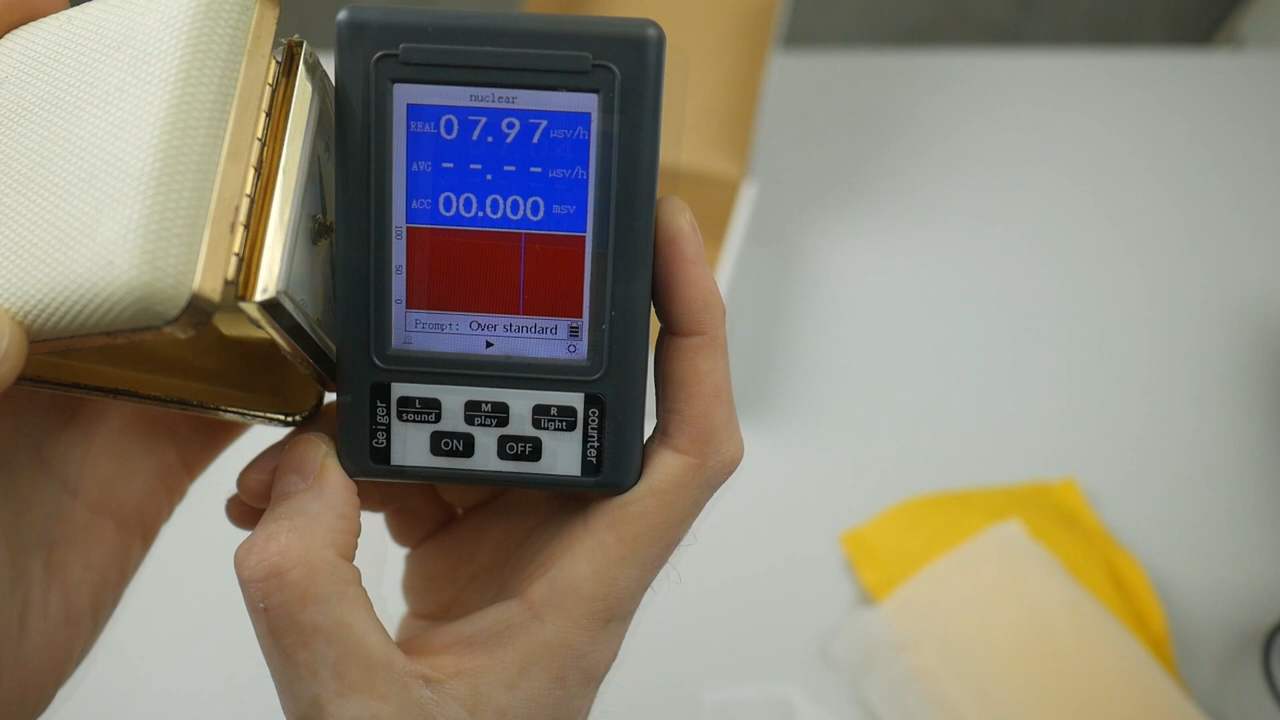 nuclear
REAL 07.97 μsv/h
AVG --.-- μsv/h
ACC 00.000 msv
100
50
0
Prompt: Over standard
L
sound
M
play
R
light
Geiger
ON
OFF
counter